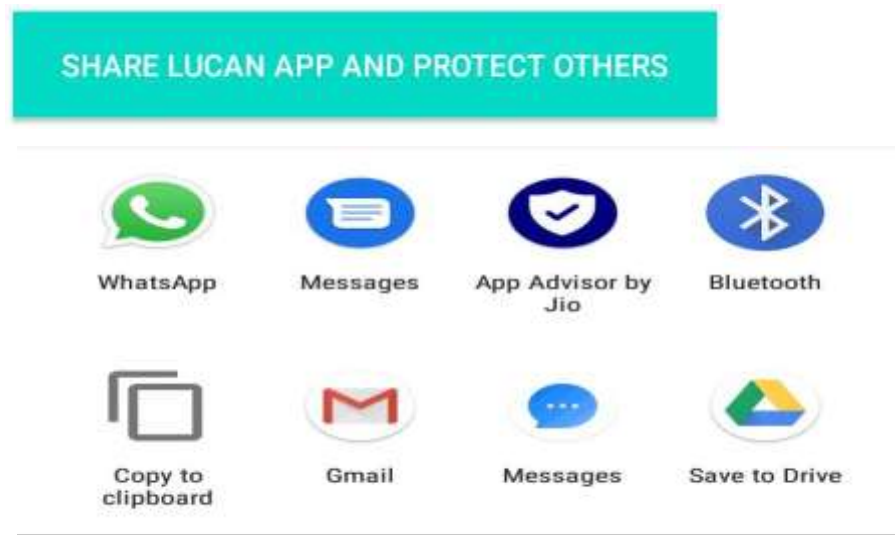 SHARE LUCAN APP AND PROTECT OTHERS
WhatsApp
Messages
App Advisor by
Jio
Bluetooth
Copy to
clipboard
Gmail
Messages
Save to Drive